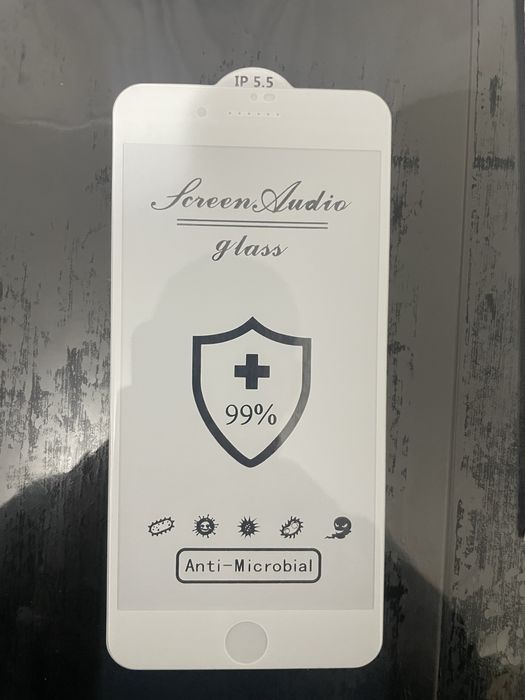 IP 5.5
Screen Audio
glass
99%
Anti-Microbial